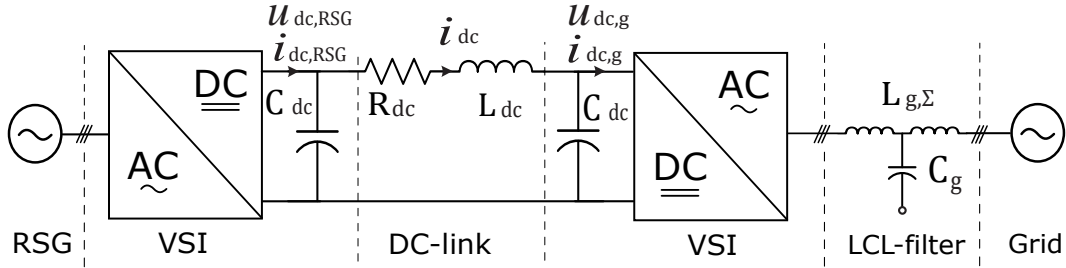 u dc,RSG
i dc,RSG
i dc
u dc,g
i dc,g
DC
AC
C dc
R dc
L dc
C dc
AC
DC
L g,Σ
C g
RSG
VSI
DC-link
VSI
LCL-filter
Grid